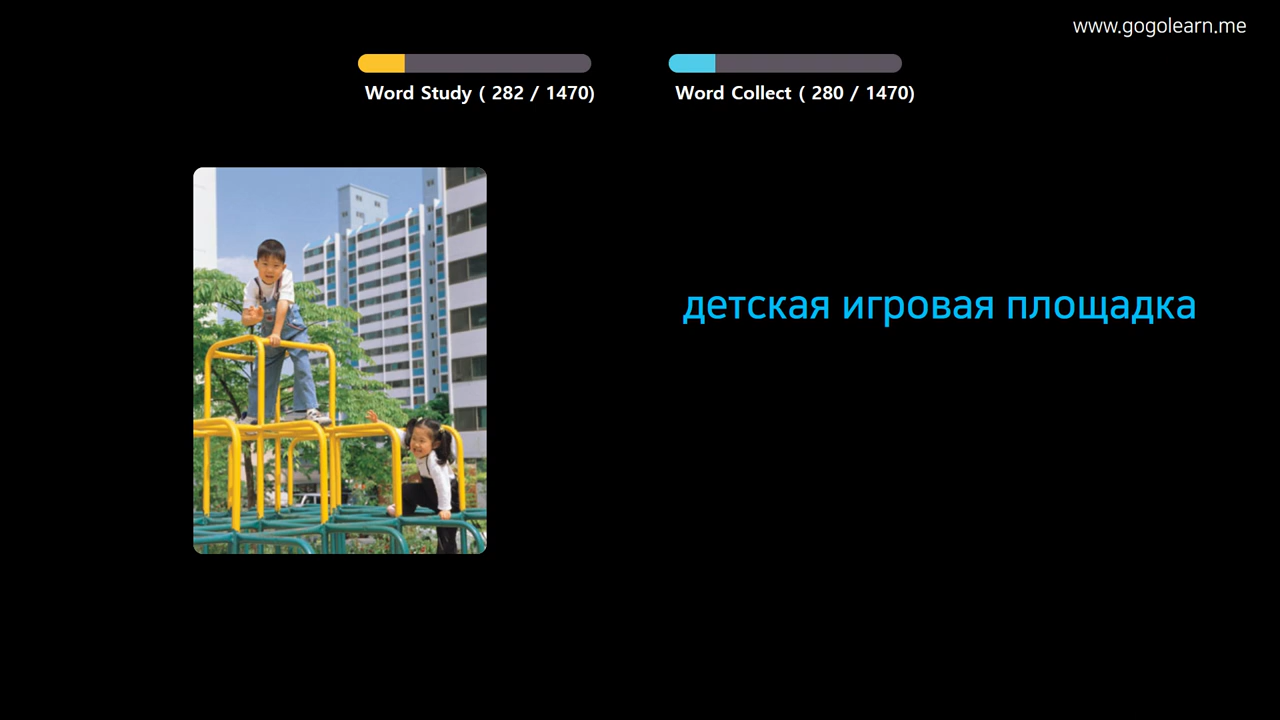 www.gogolearn.me
Word Study ( 282 / 1470)
Word Collect ( 280 / 1470)
детская игровая площадка